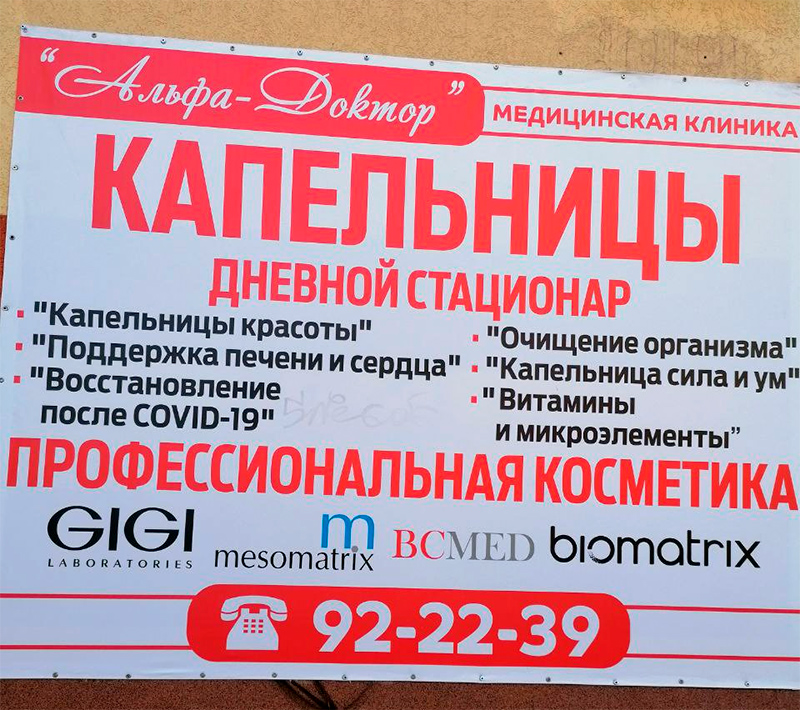 "Альфа-Доктор"
МЕДИЦИНСКАЯ КЛИНИКА
КАПЕЛЬНИЦЫ
ДНЕВНОЙ СТАЦИОНАР
"Капельницы красоты"
"Поддержка печени и сердца"
"Восстановление
после COVID-19"
"Очищение организма"
"Капельница сила и ум"
"Витамины
и микроэлементы”
ПРОФЕССИОНАЛЬНАЯ КОСМЕТИКА
GIGI
LABORATORIES
m
mesomatrix
BCMED
biomatrix
92-22-39